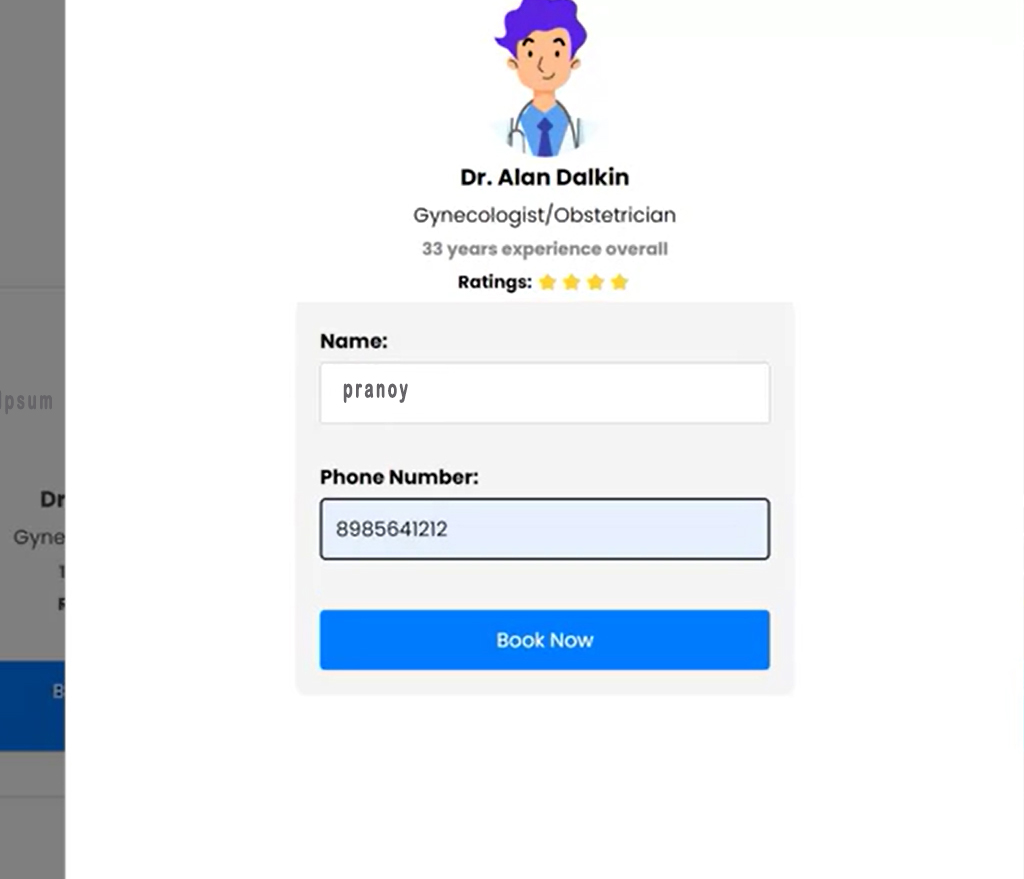 Dr. Alan Dalkin
Gynecologist/Obstetrician
33 years experience overall
Ratings:
Name:
pranoy
Phone Number:
8985641212
Book Now
Ipsum
Dr
Gyne
1
B